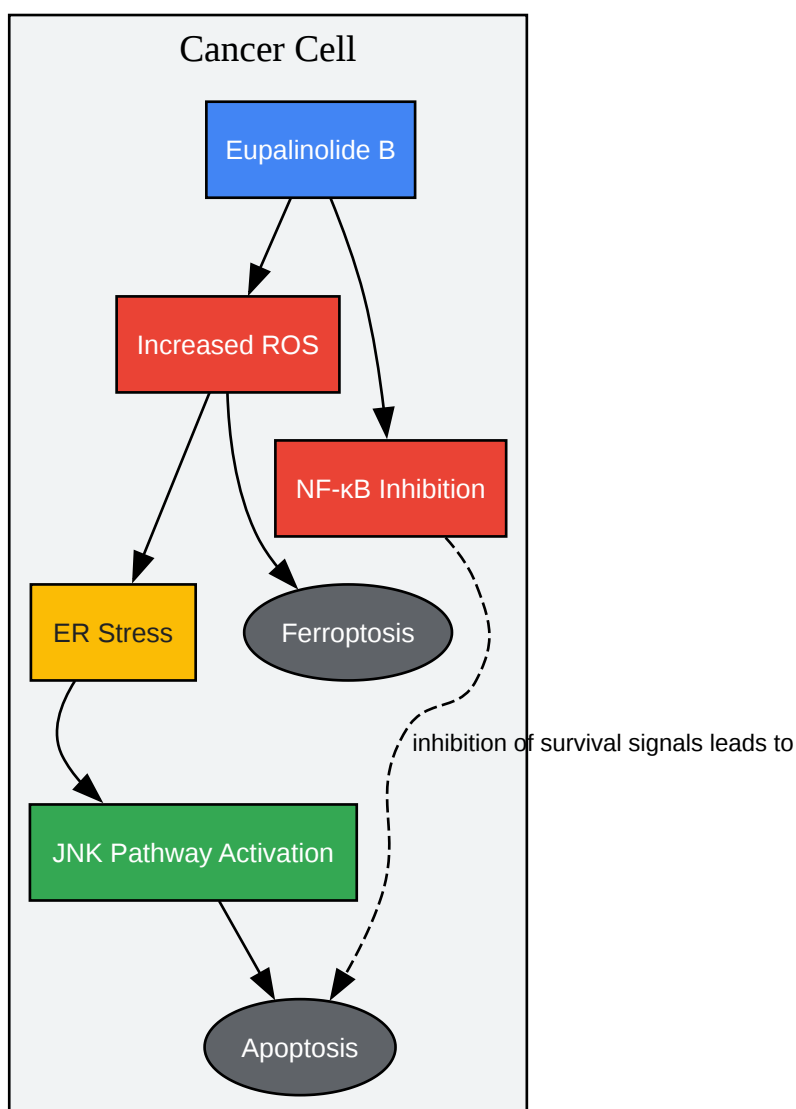 Cancer Cell
Eupalinolide B
Increased ROS
NF-κB Inhibition
ER Stress
Ferroptosis
inhibition of survival signals leads to
JNK Pathway Activation
Apoptosis